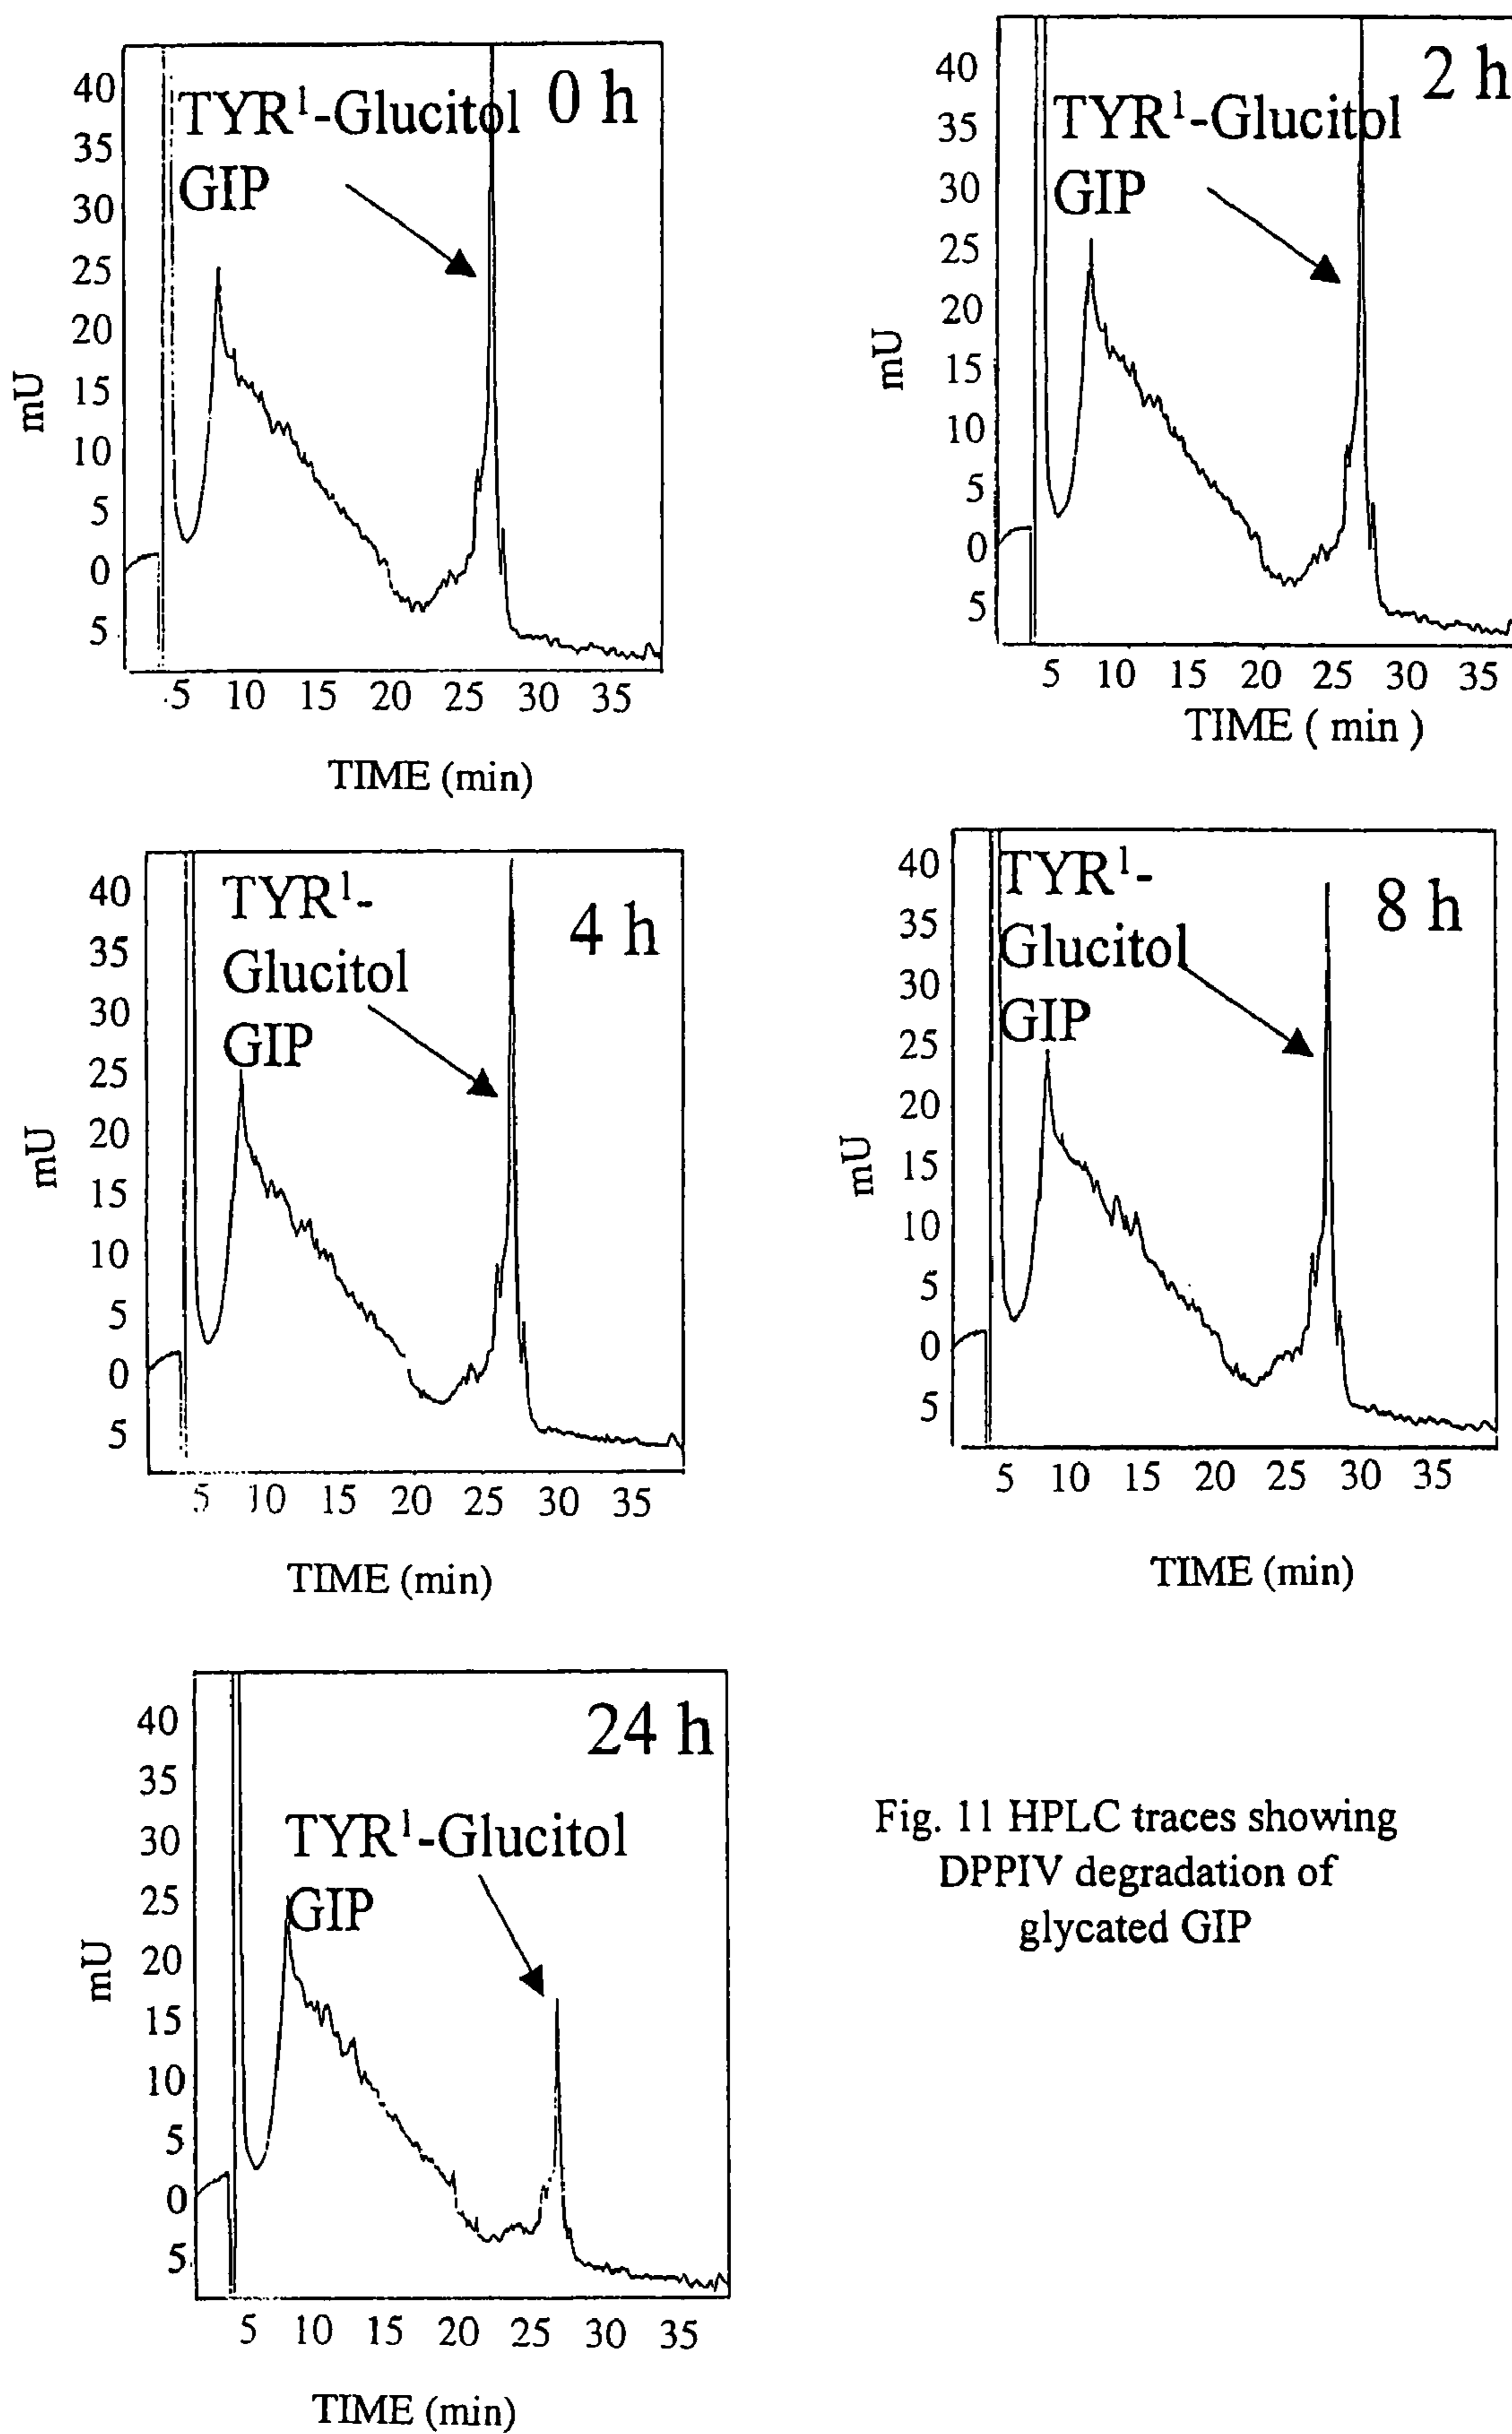 40
35
30
25
20
15
10
5
0
5
mU
TYR¹-Glucitol
GIP
0 h
5 10 15 20 25 30 35
TIME (min)
40
35
30
25
20
15
10
5
0
5
mU
TYR¹-Glucitol
GIP
2 h
5 10 15 20 25 30 35
TIME ( min )
40
35
30
25
20
15
10
5
0
5
mU
TYR¹-
Glucitol
GIP
4 h
5 10 15 20 25 30 35
TIME (min)
40
35
30
25
20
15
10
5
0
5
mU
TYR¹-
Glucitol
GIP
8 h
5 10 15 20 25 30 35
TIME (min)
40
35
30
25
20
15
10
5
0
5
mU
TYR¹-Glucitol
GIP
24 h
5 10 15 20 25 30 35
TIME (min)
Fig. 11 HPLC traces showing
DPPIV degradation of
glycated GIP